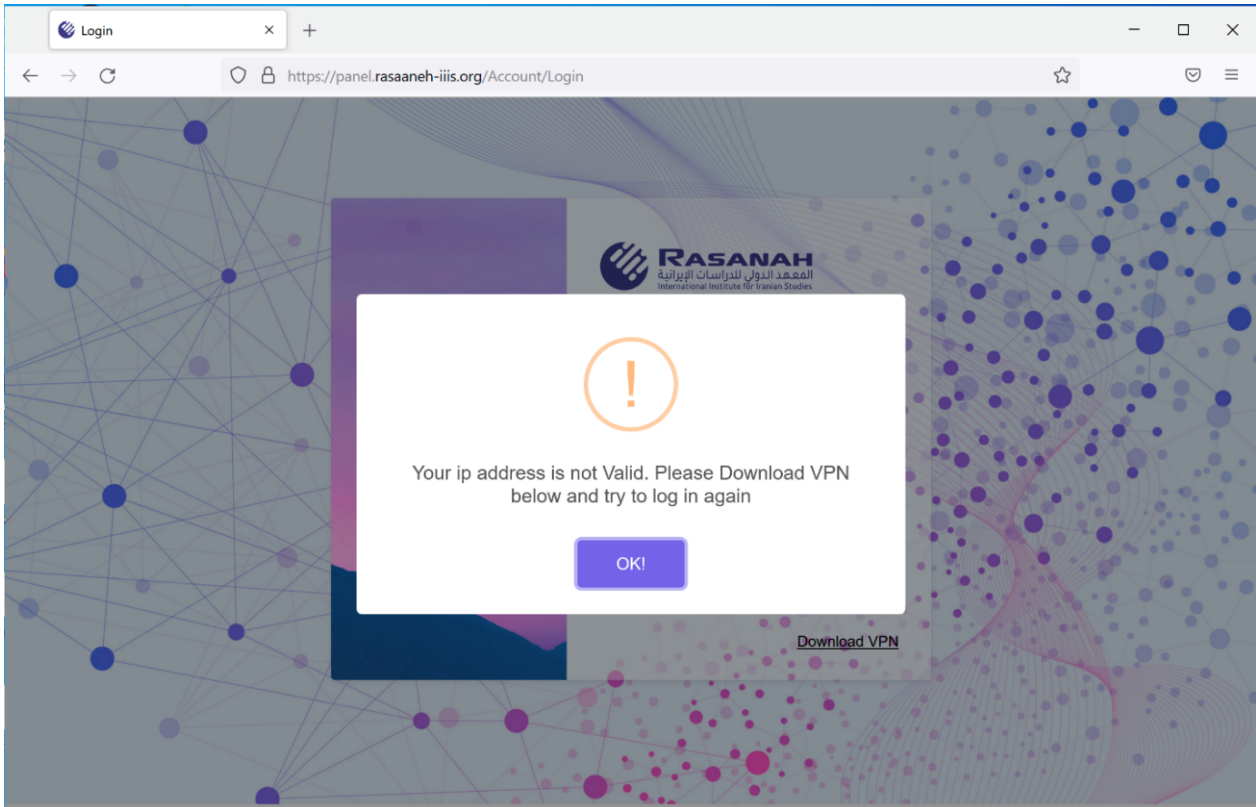 Login
https://panel.rasaaneh-iiis.org/Account/Login
RASANAH
المعهد الدولي للدراسات الإيرانية
International Institute for Iranian Studies
!
Your ip address is not Valid. Please Download VPN
below and try to log in again
OK!
Download VPN